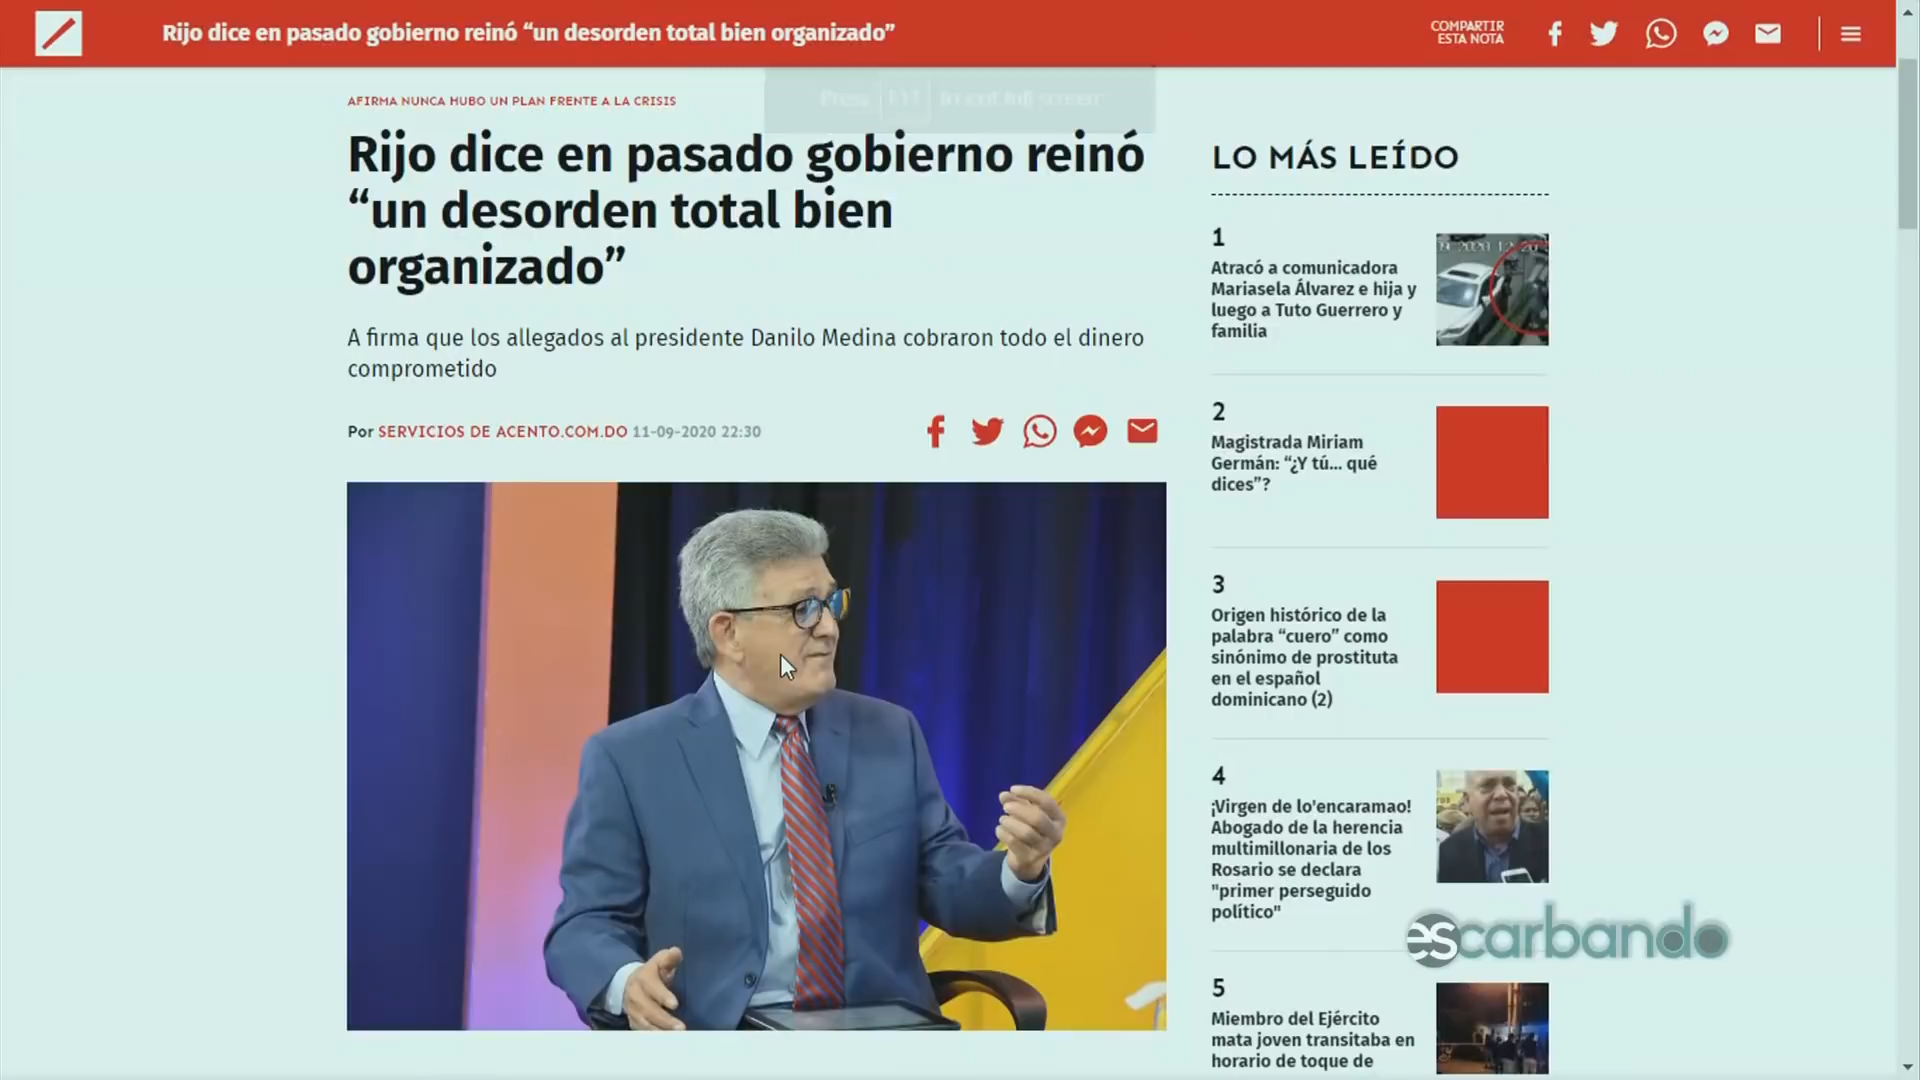 Rijo dice en pasado gobierno reinó “un desorden total bien organizado”
COMPARTIR
ESTA NOTA
AFIRMA NUNCA HUBO UN PLAN FRENTE A LA CRISIS
Press F11 to exit full screen
Rijo dice en pasado gobierno reinó
“un desorden total bien
organizado”
A firma que los allegados al presidente Danilo Medina cobraron todo el dinero
comprometido
Por SERVICIOS DE ACENTO.COM.DO 11-09-2020 22:30
LO MÁS LEÍDO
1
Atracó a comunicadora
Mariasela Álvarez e hija y
luego a Tuto Guerrero y
familia
2
Magistrada Miriam
Germán: “¿Y tú... qué
dices”?
3
Origen histórico de la
palabra “cuero” como
sinónimo de prostituta
en el español
dominicano (2)
4
¡Virgen de lo'encaramao!
Abogado de la herencia
multimillonaria de los
Rosario se declara
"primer perseguido
político"
escarbando
5
Miembro del Ejército
mata joven transitaba en
horario de toque de